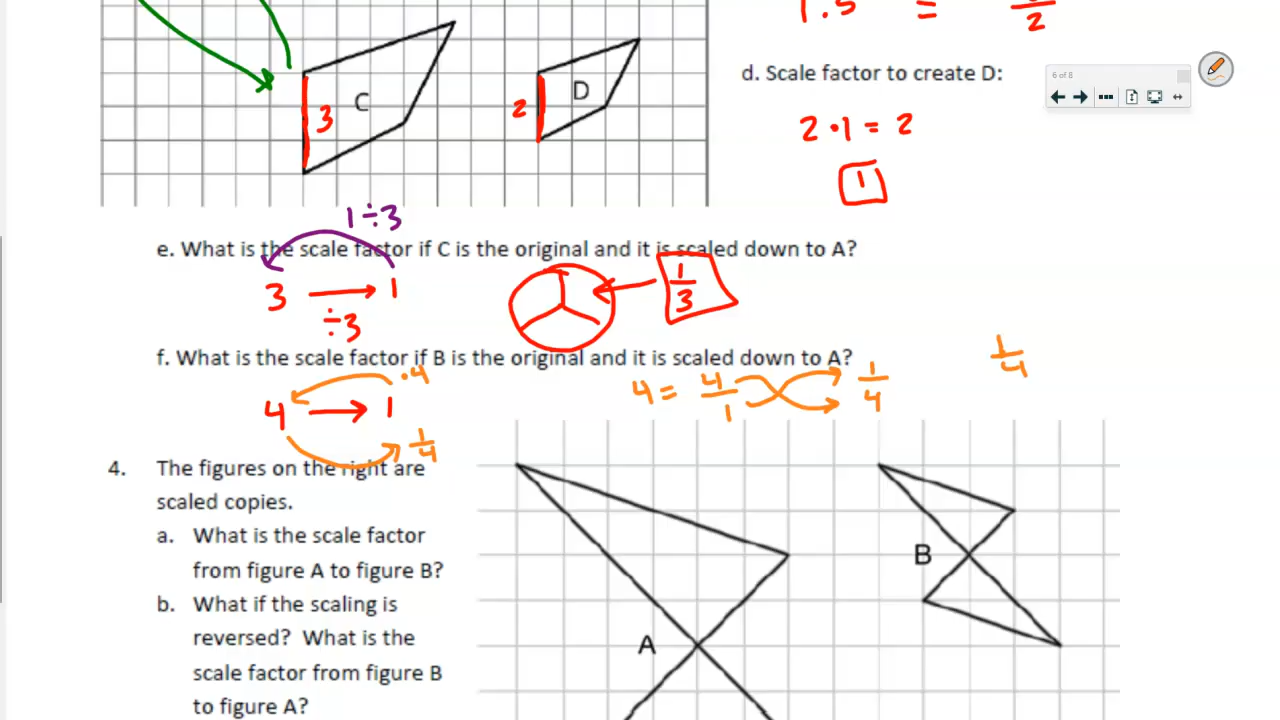 1.5 =
2
C
3
D
2
d. Scale factor to create D:
6 of 8
2 · 1 = 2
1
1 ÷ 3
e. What is the scale factor if C is the original and it is scaled down to A?
3 → 1
÷3
1/3
f. What is the scale factor if B is the original and it is scaled down to A?
·4
4 → 1
1/4
4 = 4/1
1/4
1/4
4. The figures on the right are
scaled copies.
a. What is the scale factor
from figure A to figure B?
b. What if the scaling is
reversed? What is the
scale factor from figure B
to figure A?
A
B